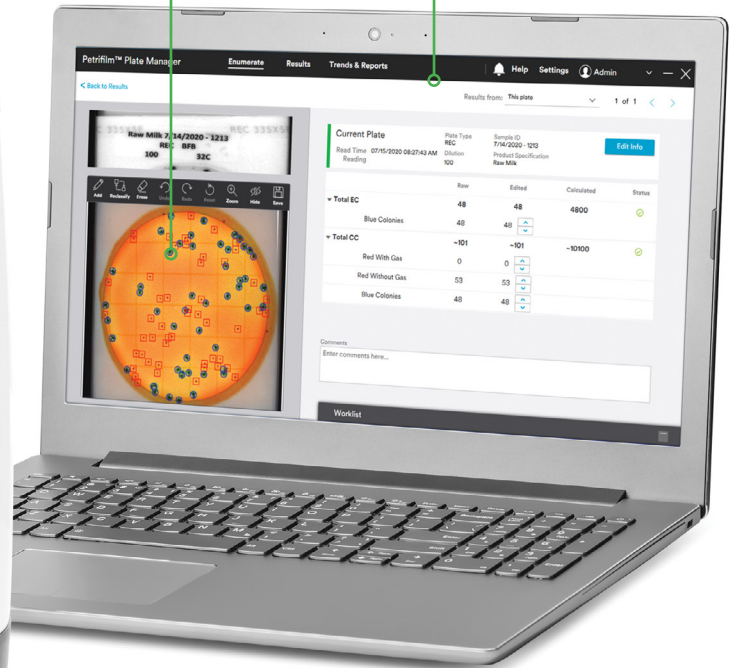 Petrifilm™ Plate Manager Enumerate Results Trends & Reports Help Settings Admin
< Back to Results
Results from: This plate 1 of 1
Raw Milk 7/14/2020 - 1213
REC BFB
100 32C
Add Reclassify Erase Undo Redo Reset Zoom Hide Save
Current Plate
Read Time 07/15/2020 08:27:43 AM
Reading
Plate Type
REC
Dilution
100
Sample ID
7/14/2020 - 1213
Product Specification
Raw Milk
Edit Info
Raw Edited Calculated Status
Total EC 48 48 4800
Blue Colonies 48 48
Total CC ~101 ~101 ~10100
Red With Gas 0 0
Red Without Gas 53 53
Blue Colonies 48 48
Comments
Enter comments here...
Worklist